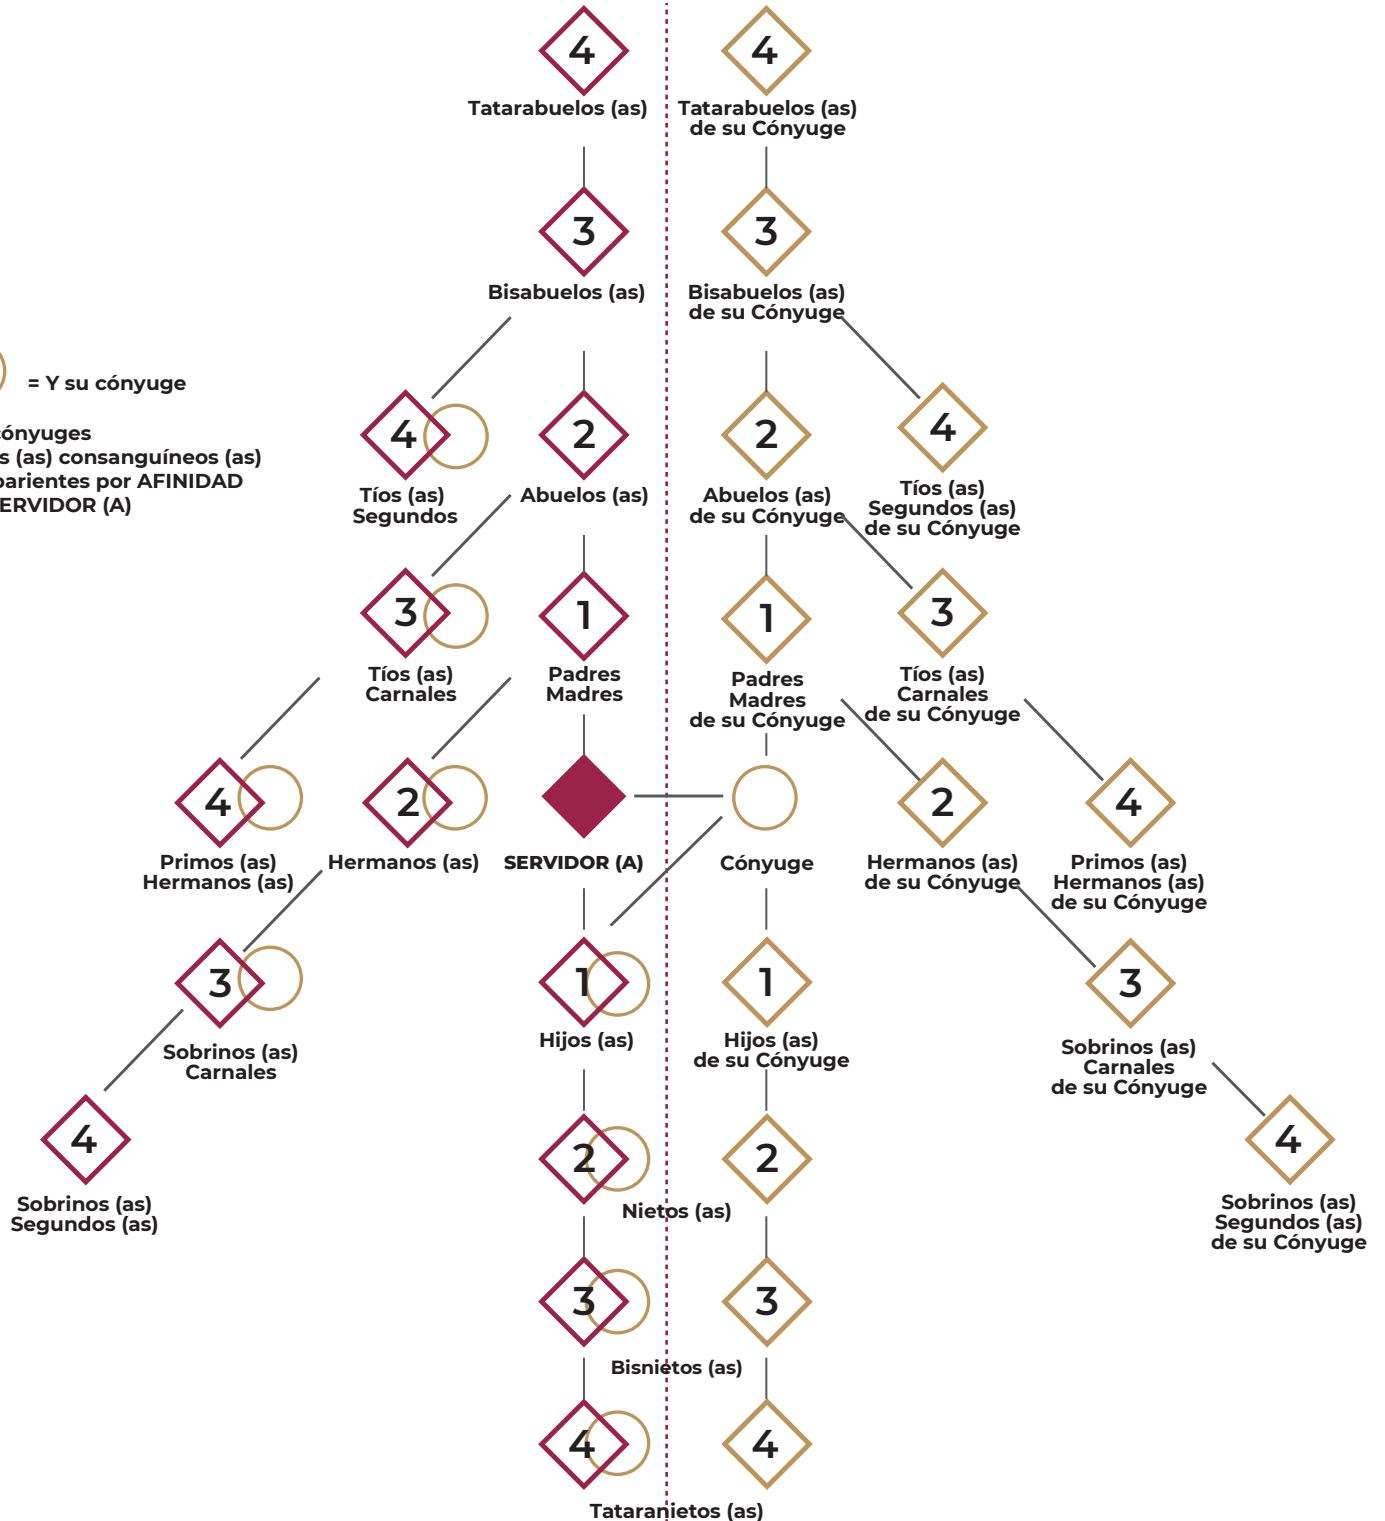 4
4
Tatarabuelos (as)
Tatarabuelos (as)
de su Cónyuge
3
3
Bisabuelos (as)
Bisabuelos (as)
de su Cónyuge
= Y su cónyuge
cónyuges
(as) consanguíneos (as)
parientes por AFINIDAD
SERVIDOR (A)
4
2
2
4
Tíos (as)
Segundos
Abuelos (as)
Abuelos (as)
de su Cónyuge
Tíos (as)
Segundos (as)
de su Cónyuge
3
1
1
3
Tíos (as)
Carnales
Padres
Madres
Padres
Madres
de su Cónyuge
Tíos (as)
Carnales
de su Cónyuge
4
2
2
4
Primos (as)
Hermanos (as)
Hermanos (as)
SERVIDOR (A)
Cónyuge
Hermanos (as)
de su Cónyuge
Primos (as)
Hermanos (as)
de su Cónyuge
3
1
1
3
Sobrinos (as)
Carnales
Hijos (as)
Hijos (as)
de su Cónyuge
Sobrinos (as)
Carnales
de su Cónyuge
4
2
2
4
Sobrinos (as)
Segundos (as)
Nietos (as)
Sobrinos (as)
Segundos (as)
de su Cónyuge
3
3
Bisnietos (as)
4
4
Tataranietos (as)